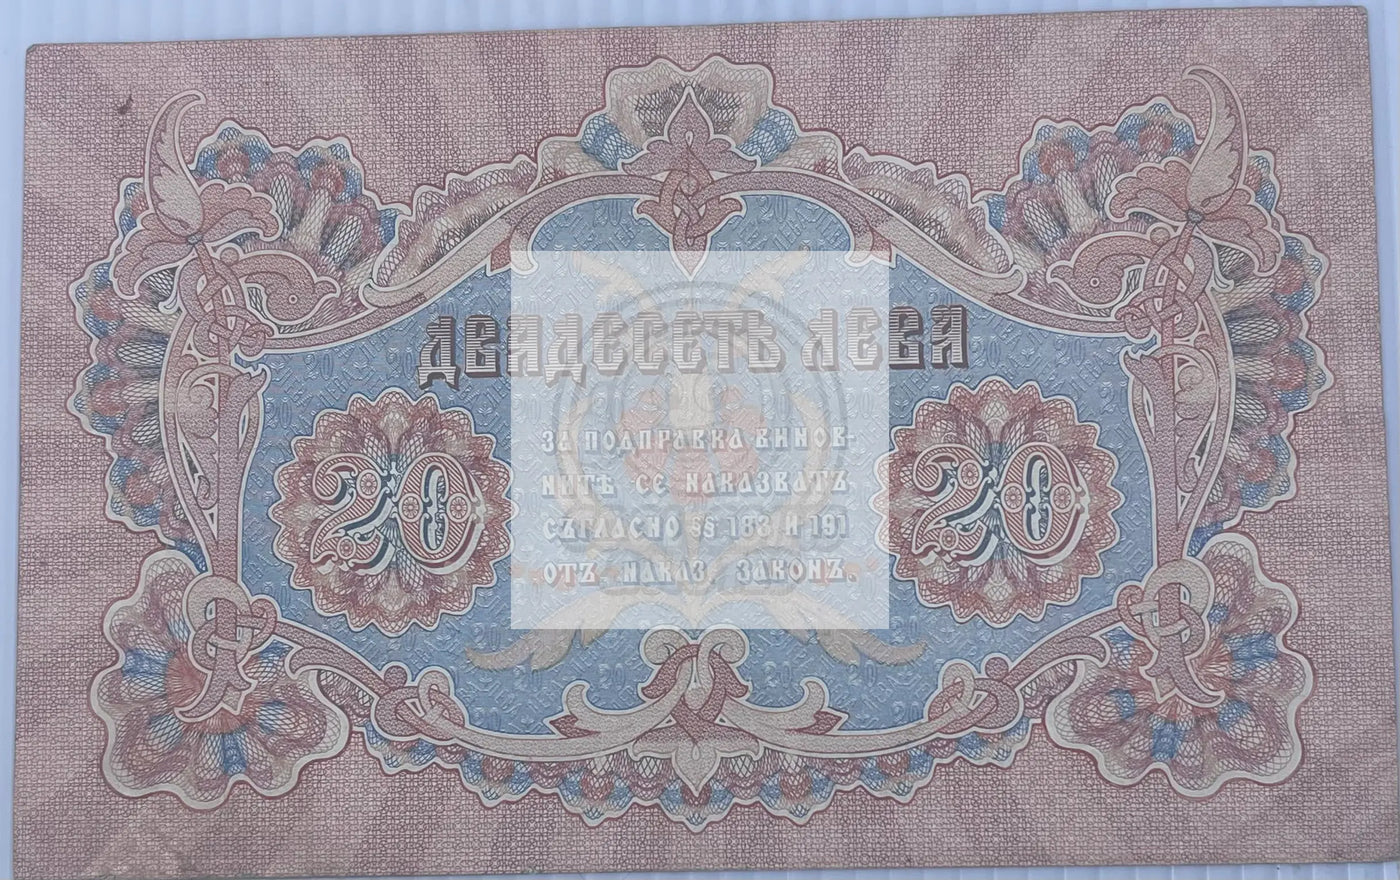 ДВАДЕСЕТЬ ЛЕВА
20
20
ЗА ПОДПРАВКА ВИНОВ-
НИТѢ СЕ НАКАЗВАТЪ
СЪГЛАСНО §§ 183 И 191
ОТЪ НАКАЗ. ЗАКОНЪ.